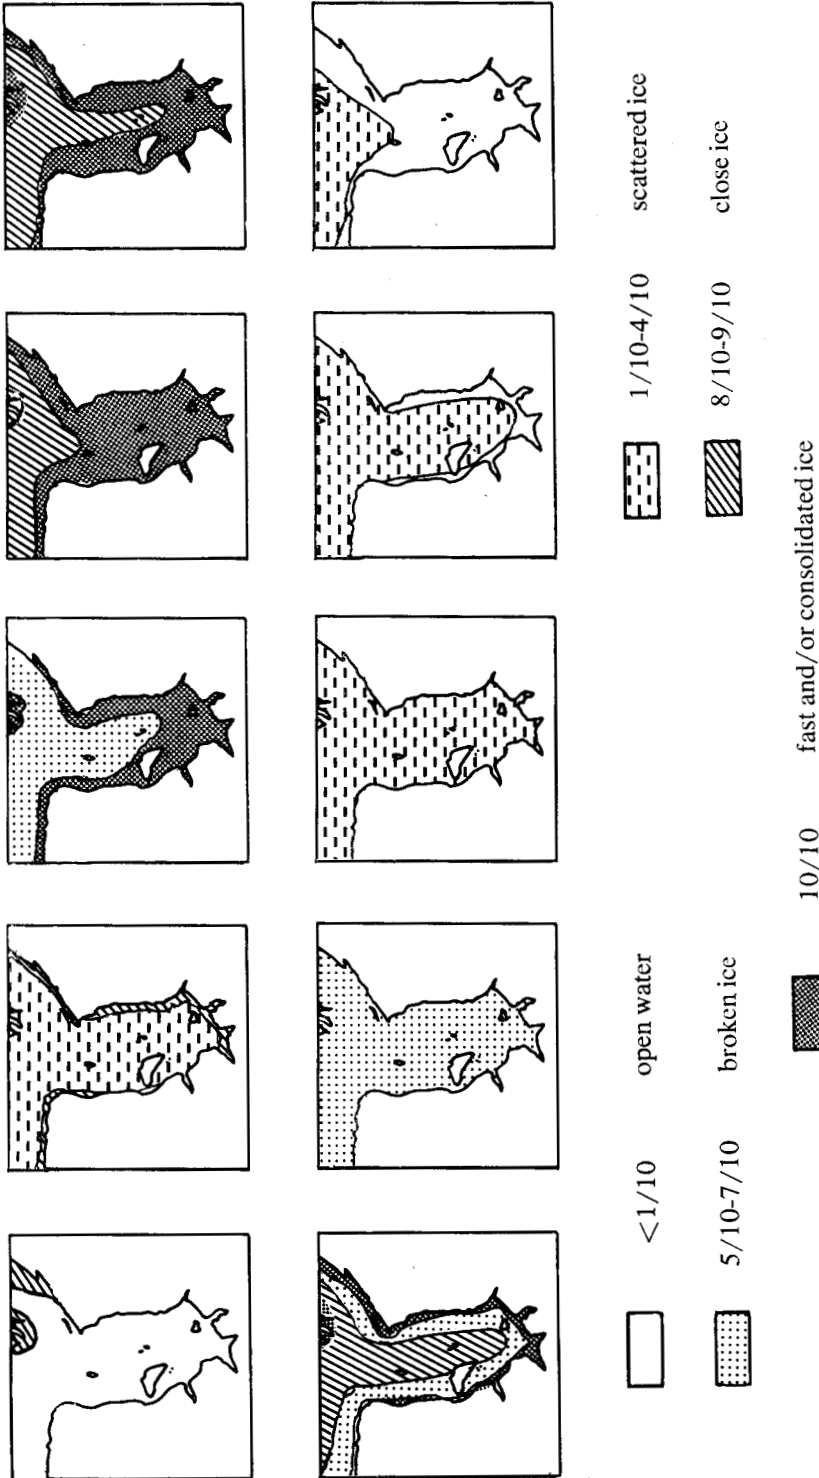 <1/10 open water
1/10-4/10 scattered ice
5/10-7/10 broken ice
8/10-9/10 close ice
10/10 fast and/or consolidated ice